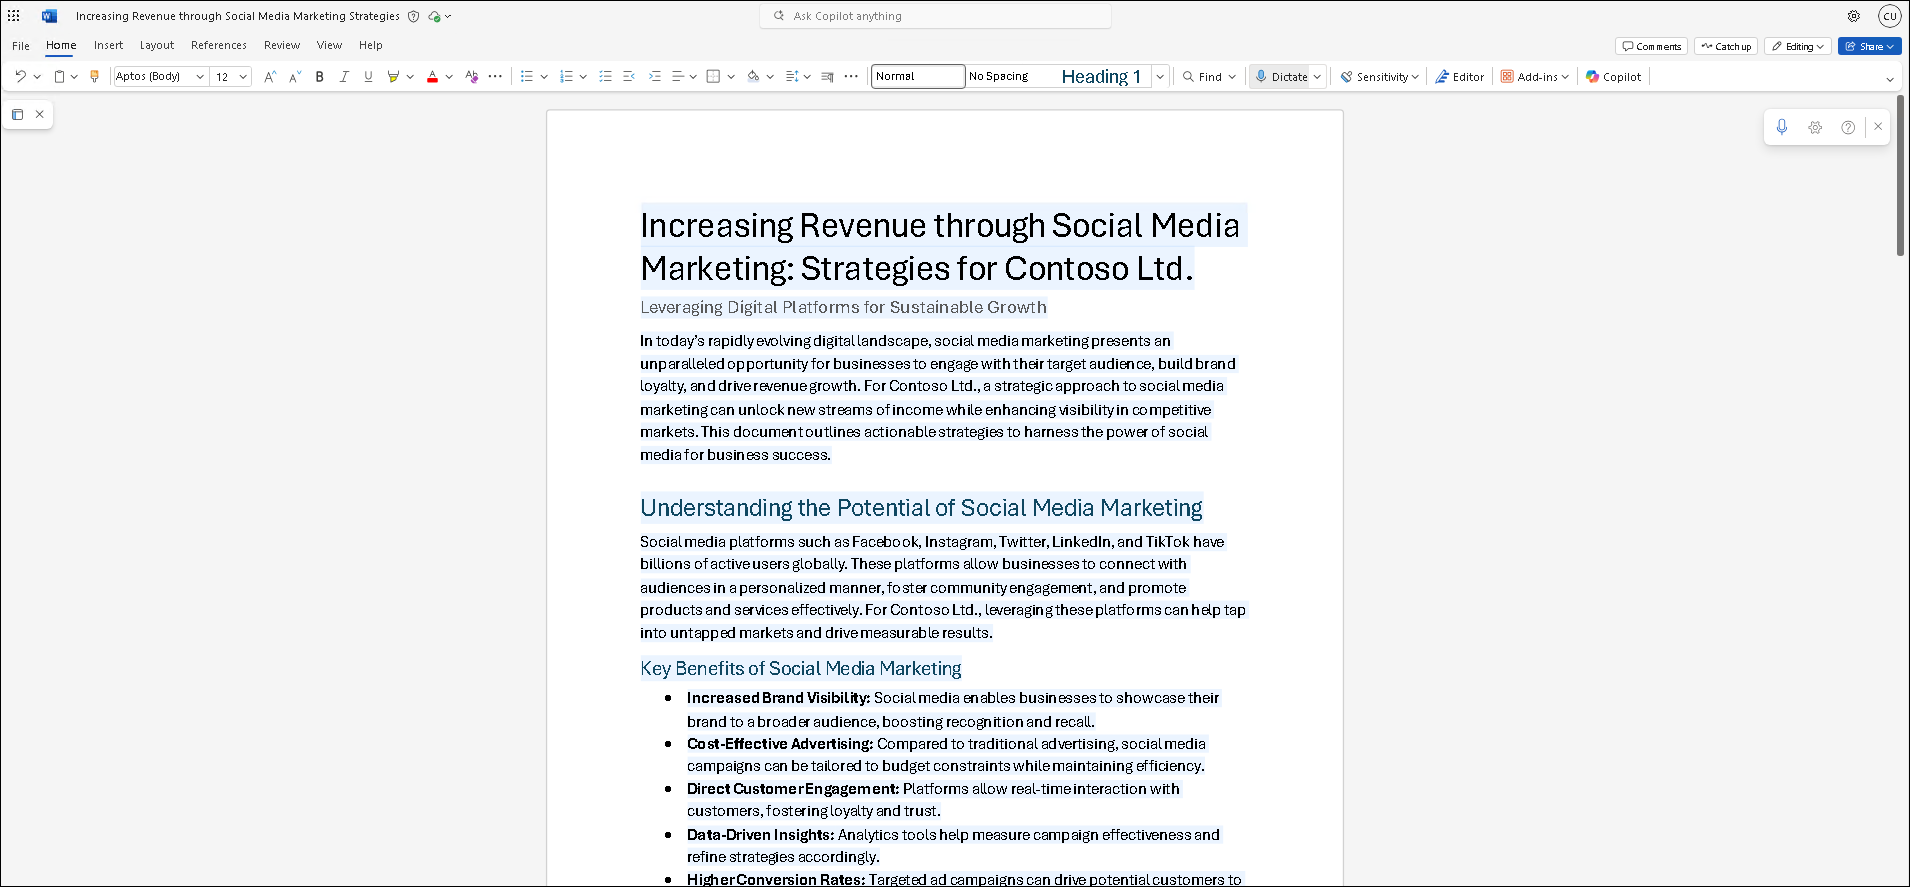 Increasing Revenue through Social Media Marketing Strategies
Ask Copilot anything
CU
File Home Insert Layout References Review View Help
Comments Catch up Editing Share
Aptos (Body) 12 B I U A Normal No Spacing Heading 1 Find Dictate Sensitivity Editor Add-ins Copilot
Increasing Revenue through Social Media
Marketing: Strategies for Contoso Ltd.
Leveraging Digital Platforms for Sustainable Growth
In today’s rapidly evolving digital landscape, social media marketing presents an
unparalleled opportunity for businesses to engage with their target audience, build brand
loyalty, and drive revenue growth. For Contoso Ltd., a strategic approach to social media
marketing can unlock new streams of income while enhancing visibility in competitive
markets. This document outlines actionable strategies to harness the power of social
media for business success.
Understanding the Potential of Social Media Marketing
Social media platforms such as Facebook, Instagram, Twitter, LinkedIn, and TikTok have
billions of active users globally. These platforms allow businesses to connect with
audiences in a personalized manner, foster community engagement, and promote
products and services effectively. For Contoso Ltd., leveraging these platforms can help tap
into untapped markets and drive measurable results.
Key Benefits of Social Media Marketing
• Increased Brand Visibility: Social media enables businesses to showcase their
brand to a broader audience, boosting recognition and recall.
• Cost-Effective Advertising: Compared to traditional advertising, social media
campaigns can be tailored to budget constraints while maintaining efficiency.
• Direct Customer Engagement: Platforms allow real-time interaction with
customers, fostering loyalty and trust.
• Data-Driven Insights: Analytics tools help measure campaign effectiveness and
refine strategies accordingly.
• Higher Conversion Rates: Targeted ad campaigns can drive potential customers to